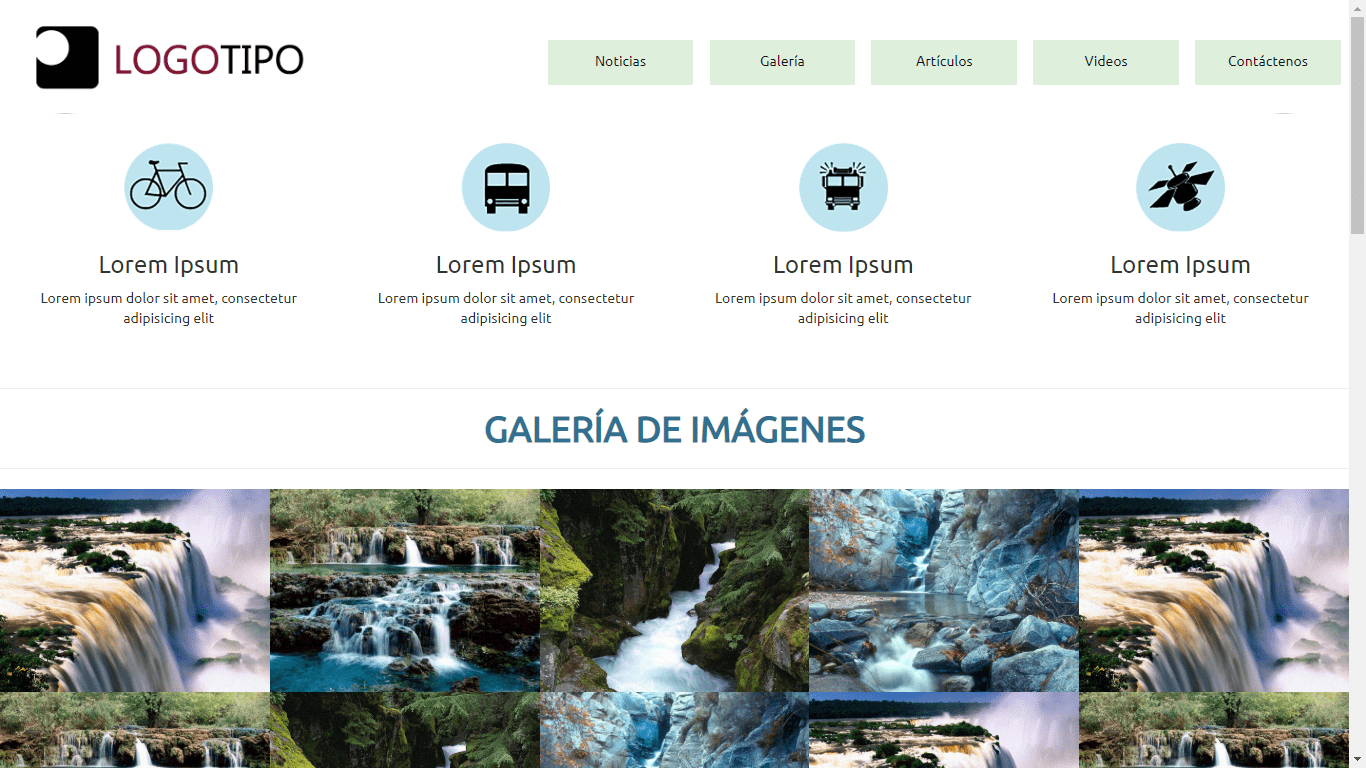 LOGOTIPO
Noticias
Galería
Artículos
Videos
Contáctenos
Lorem Ipsum
Lorem ipsum dolor sit amet, consectetur
adipisicing elit
Lorem Ipsum
Lorem ipsum dolor sit amet, consectetur
adipisicing elit
Lorem Ipsum
Lorem ipsum dolor sit amet, consectetur
adipisicing elit
Lorem Ipsum
Lorem ipsum dolor sit amet, consectetur
adipisicing elit
GALERÍA DE IMÁGENES